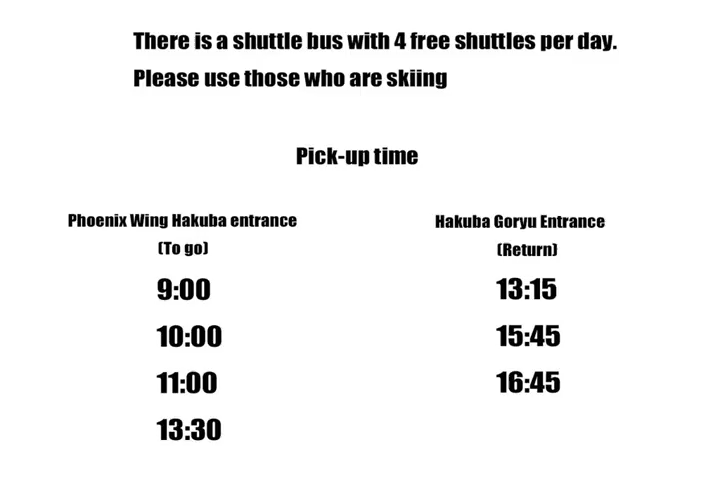 There is a shuttle bus with 4 free shuttles per day.
Please use those who are skiing
Pick-up time
Phoenix Wing Hakuba entrance
(To go)
9:00
10:00
11:00
13:30
Hakuba Goryu Entrance
(Return)
13:15
15:45
16:45